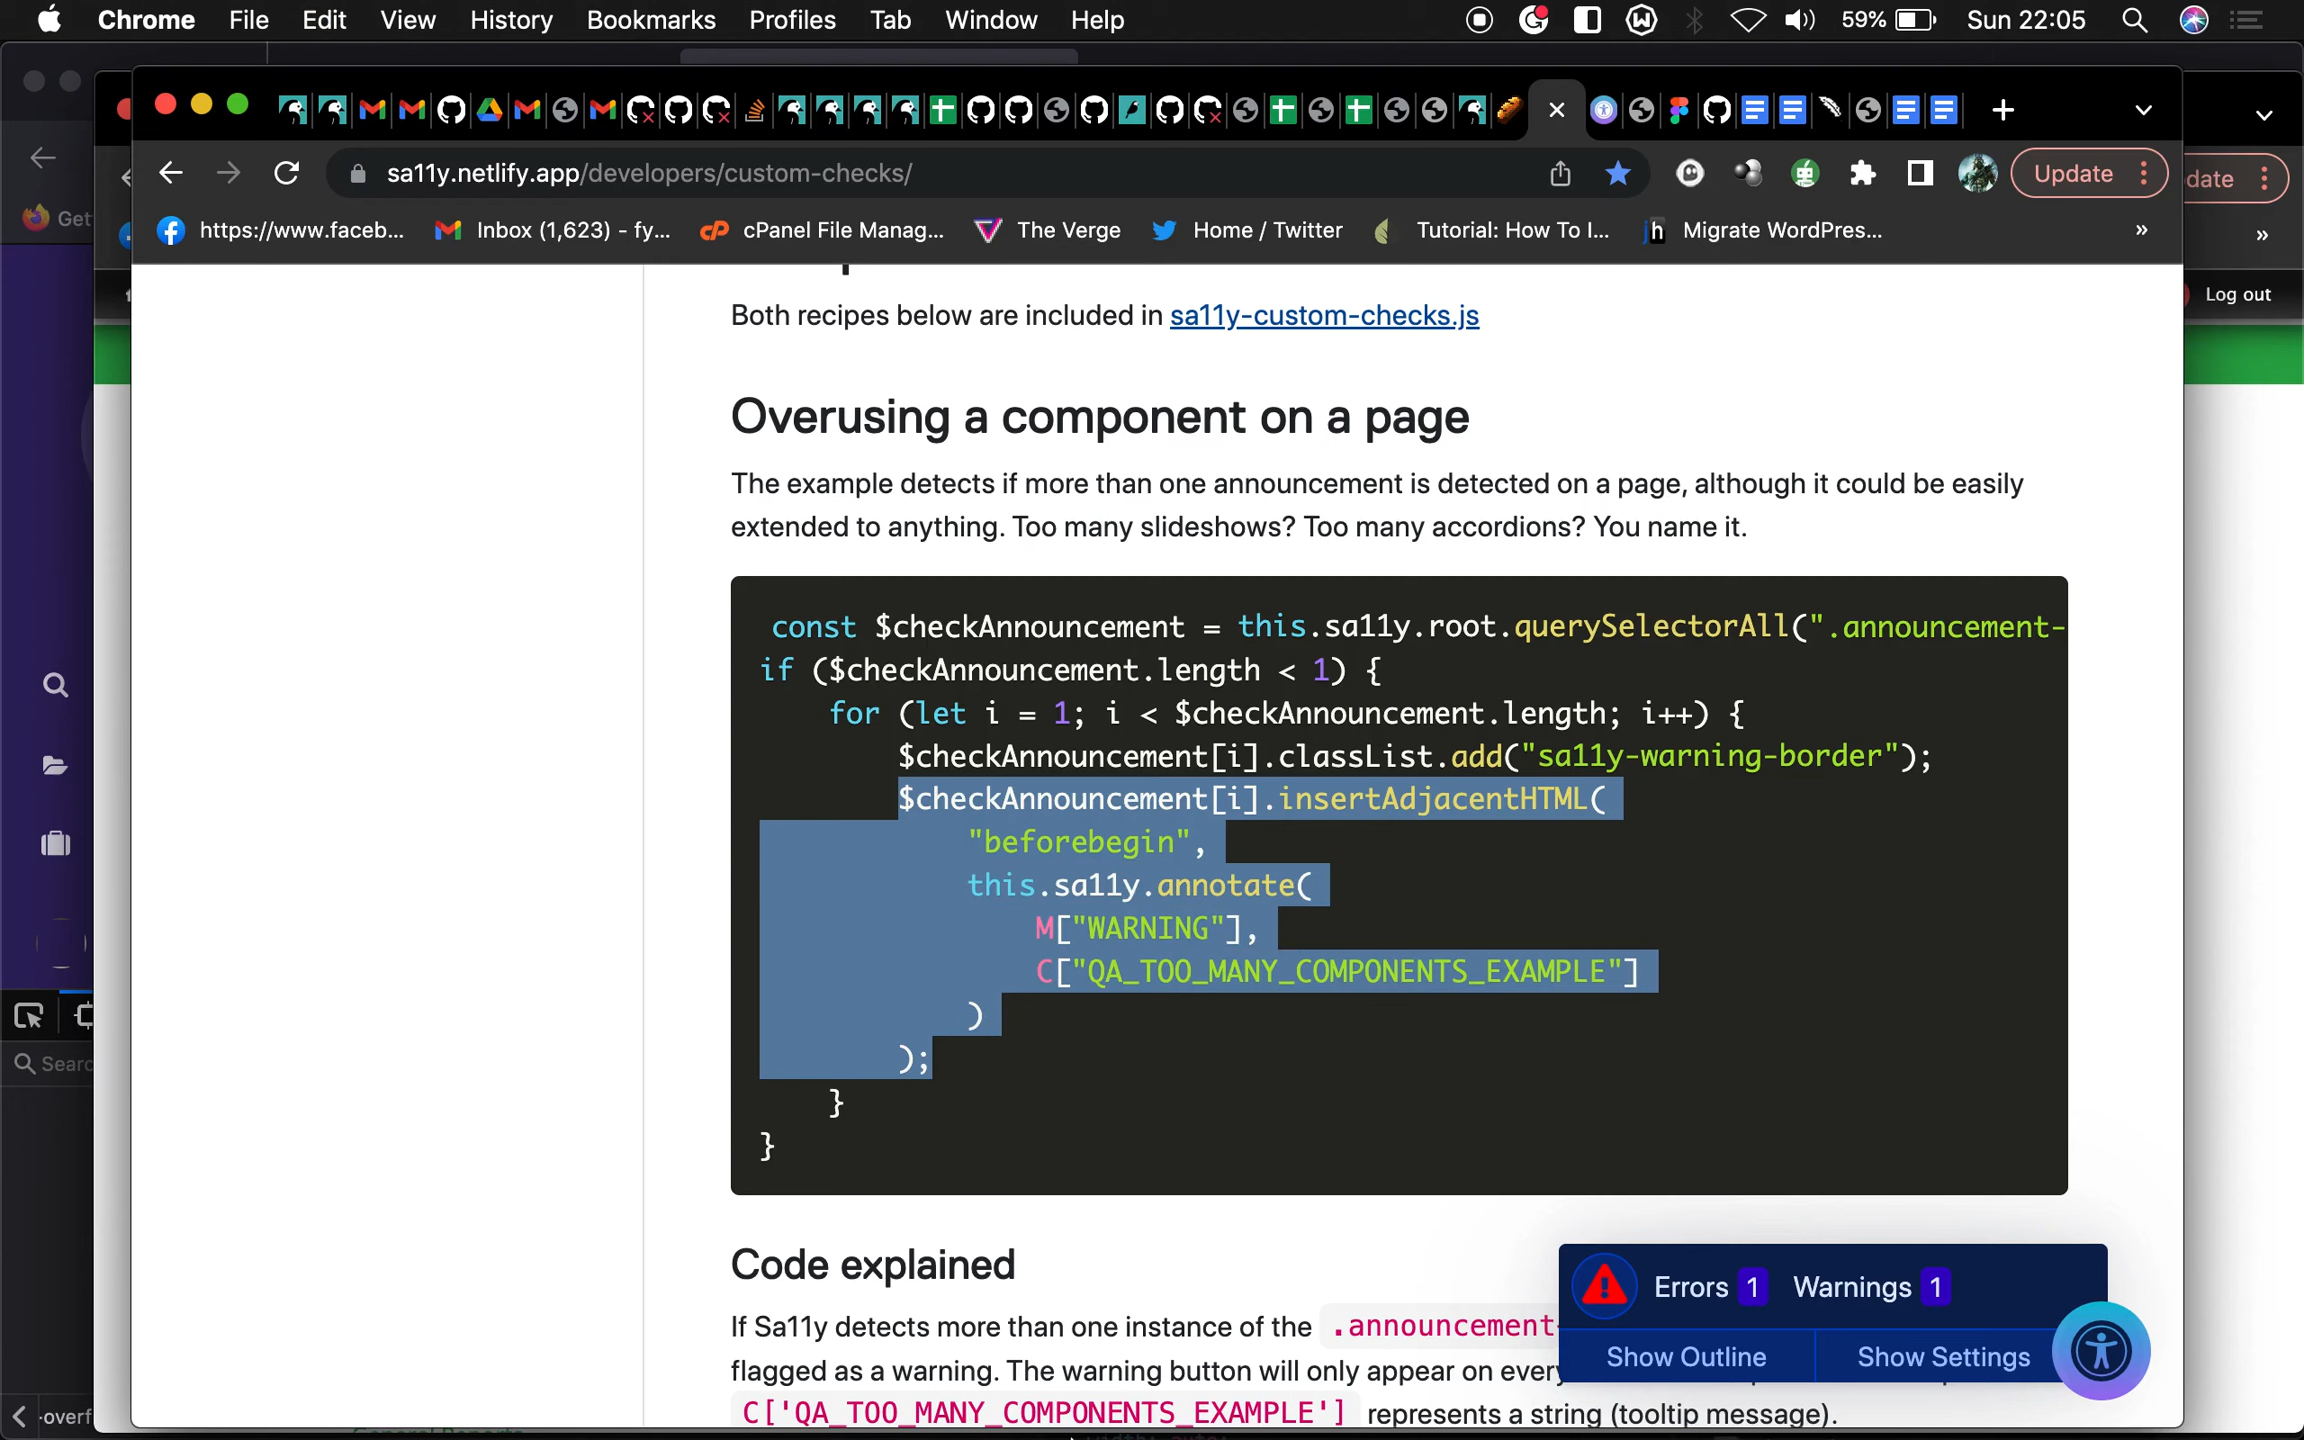 Chrome File Edit View History Bookmarks Profiles Tab Window Help 59% Sun 22:05
sa11y.netlify.app/developers/custom-checks/ Update
date
Get
https://www.faceb... Inbox (1,623) - fy... cPanel File Manag... The Verge Home / Twitter Tutorial: How To I... Migrate WordPres... »
»
Log out
Both recipes below are included in sa11y-custom-checks.js
Overusing a component on a page
The example detects if more than one announcement is detected on a page, although it could be easily
extended to anything. Too many slideshows? Too many accordions? You name it.
const $checkAnnouncement = this.sa11y.root.querySelectorAll(".announcement-
if ($checkAnnouncement.length < 1) {
for (let i = 1; i < $checkAnnouncement.length; i++) {
$checkAnnouncement[i].classList.add("sa11y-warning-border");
$checkAnnouncement[i].insertAdjacentHTML(
"beforebegin",
this.sa11y.annotate(
M["WARNING"],
C["QA_TOO_MANY_COMPONENTS_EXAMPLE"]
)
);
}
}
Searc
Code explained
Errors 1 Warnings 1
If Sa11y detects more than one instance of the .announcement-
Show Outline Show Settings
flagged as a warning. The warning button will only appear on every
C['QA_TOO_MANY_COMPONENTS_EXAMPLE'] represents a string (tooltip message).
-overf